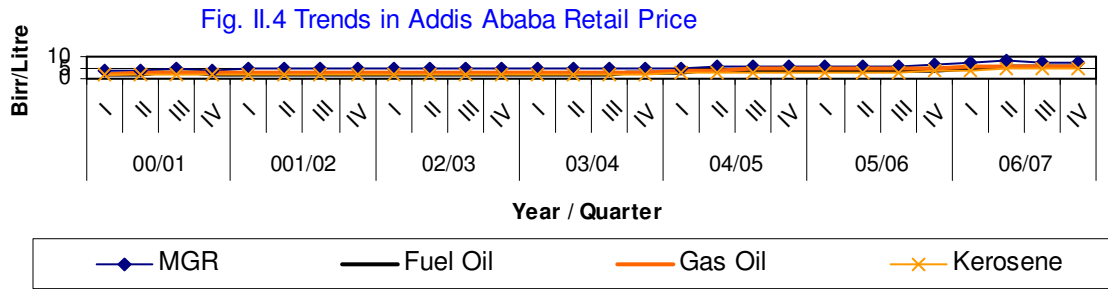 Fig. II.4 Trends in Addis Ababa Retail Price
Birr/Litre
10
5
0
I II III IV I II III IV I II III IV I II III IV I II III IV I II III IV I II III IV
00/01 001/02 02/03 03/04 04/05 05/06 06/07
Year / Quarter
MGR Fuel Oil Gas Oil Kerosene